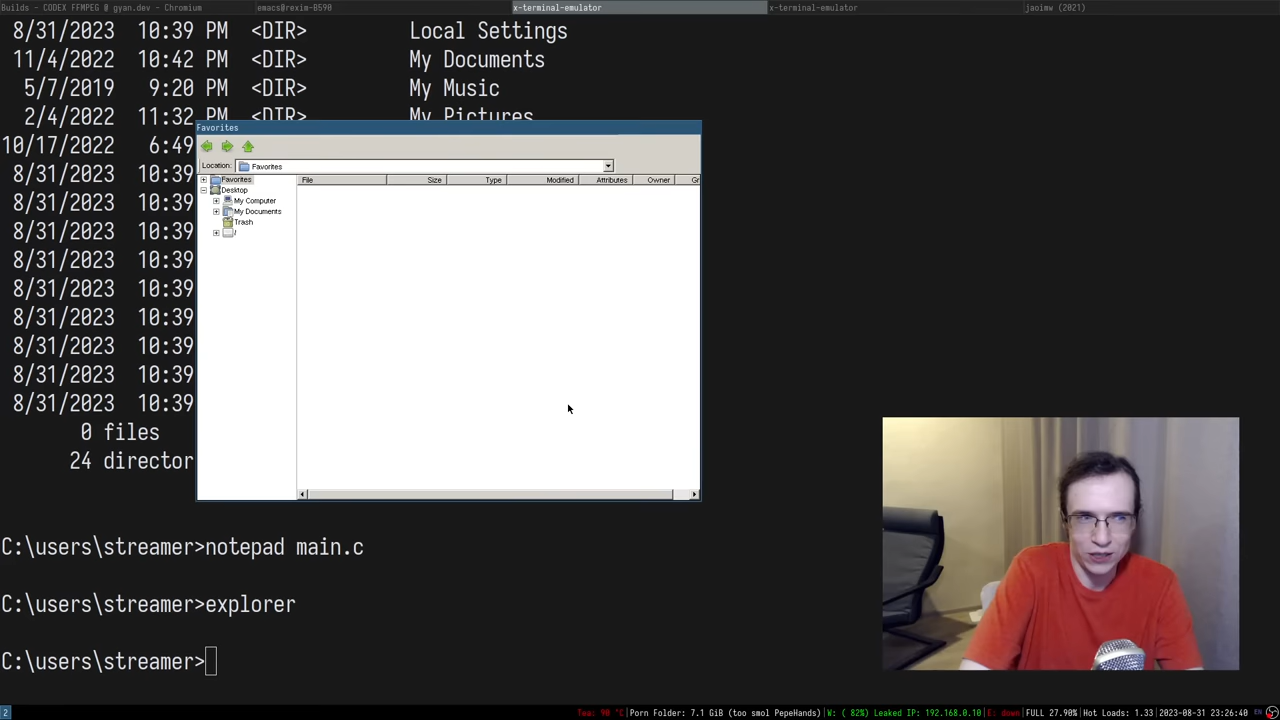 Builds - CODEX FFMPEG @ gyan.dev - Chromium emacs@rexim-B590 x-terminal-emulator x-terminal-emulator jaoimw (2021)
8/31/2023 10:39 PM <DIR> Local Settings
11/4/2022 10:42 PM <DIR> My Documents
5/7/2019 9:20 PM <DIR> My Music
2/4/2022 11:32 PM <DIR> My Pictures
10/17/2022 6:49
8/31/2023 10:39
8/31/2023 10:39
8/31/2023 10:39
8/31/2023 10:39
8/31/2023 10:39
8/31/2023 10:39
8/31/2023 10:39
8/31/2023 10:39
8/31/2023 10:39
0 files
24 director
Favorites
Location: Favorites
File Size Type Modified Attributes Owner Gr
Favorites
Desktop
My Computer
My Documents
Trash
/
C:\users\streamer>notepad main.c
C:\users\streamer>explorer
C:\users\streamer>
2 Tea: 90 °C|Porn Folder: 7.1 GiB (too smol PepeHands)|W: ( 82%) Leaked IP: 192.168.0.10|E: down|FULL 27.90%|Hot Loads: 1.33|2023-08-31 23:26:40 EN